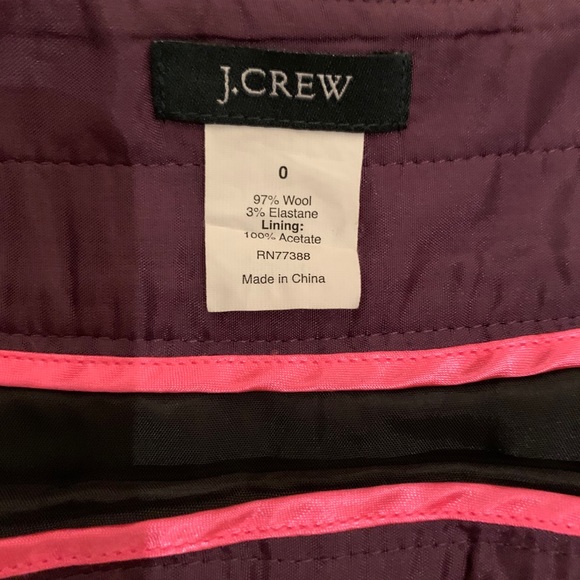 J.CREW
0
97% Wool
3% Elastane
Lining:
100% Acetate
RN77388
Made in China